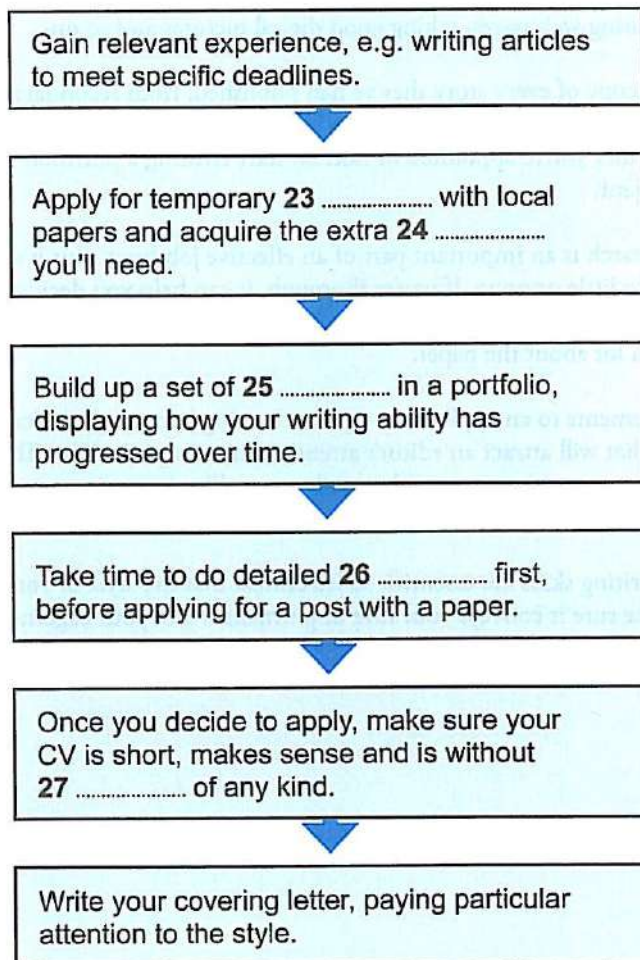 Gain relevant experience, e.g. writing articles
to meet specific deadlines.
Apply for temporary 23 .................... with local
papers and acquire the extra 24 ....................
you'll need.
Build up a set of 25 .................... in a portfolio,
displaying how your writing ability has
progressed over time.
Take time to do detailed 26 .................... first,
before applying for a post with a paper.
Once you decide to apply, make sure your
CV is short, makes sense and is without
27 .................... of any kind.
Write your covering letter, paying particular
attention to the style.